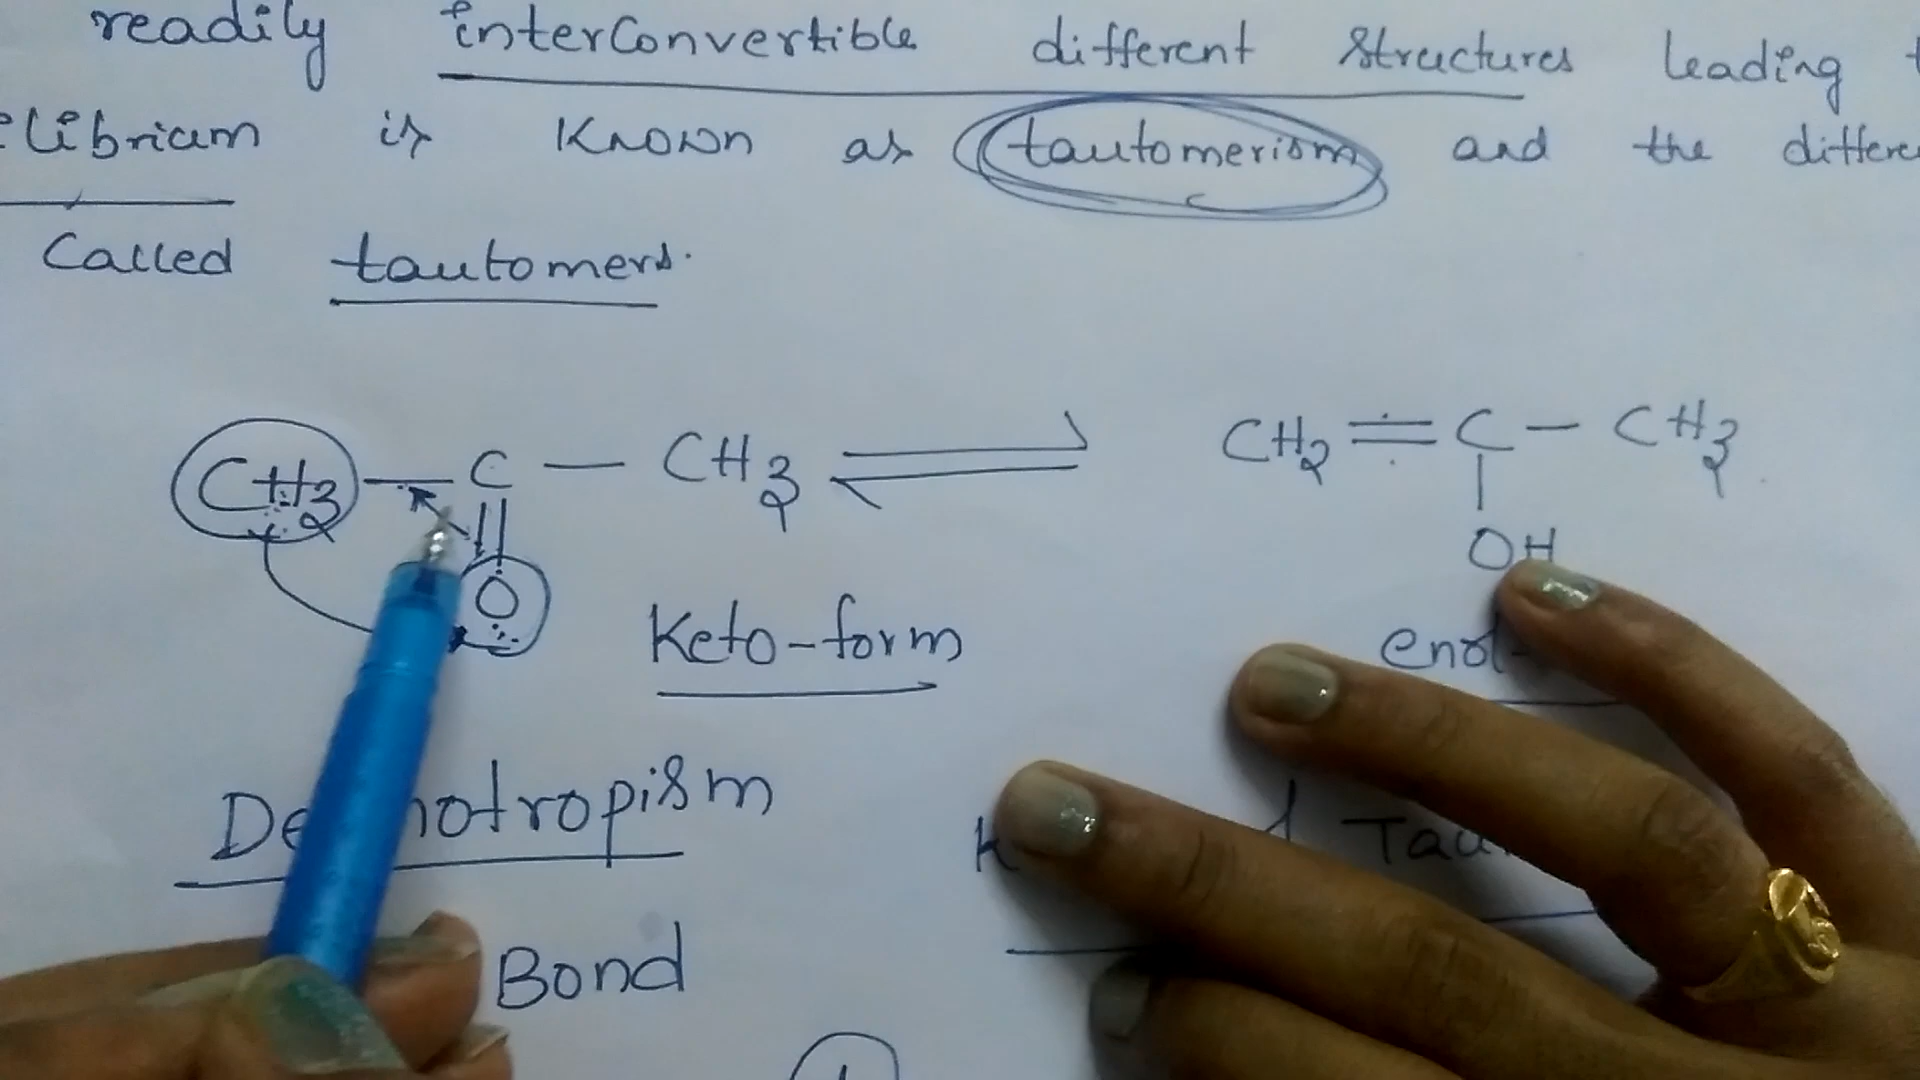 readily interconvertible different structures leading
librium is known as tautomerism and the
called tautomers.
CH3 — C — CH3 ⇌ CH2 = C — CH3
O
OH
Keto-form
enol
Bond